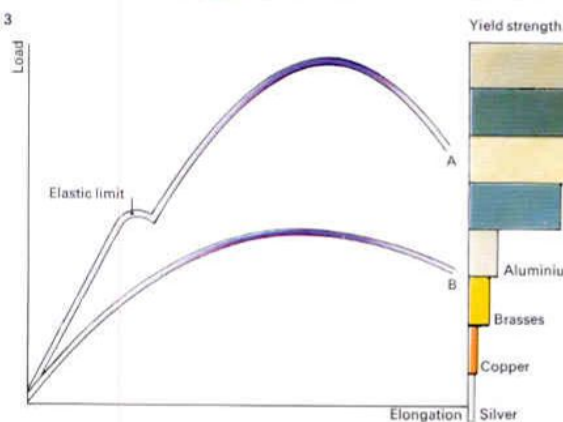 3
Yield strength
Load
Elastic limit
A
B
Aluminiu
Brasses
Copper
Elongation
Silver